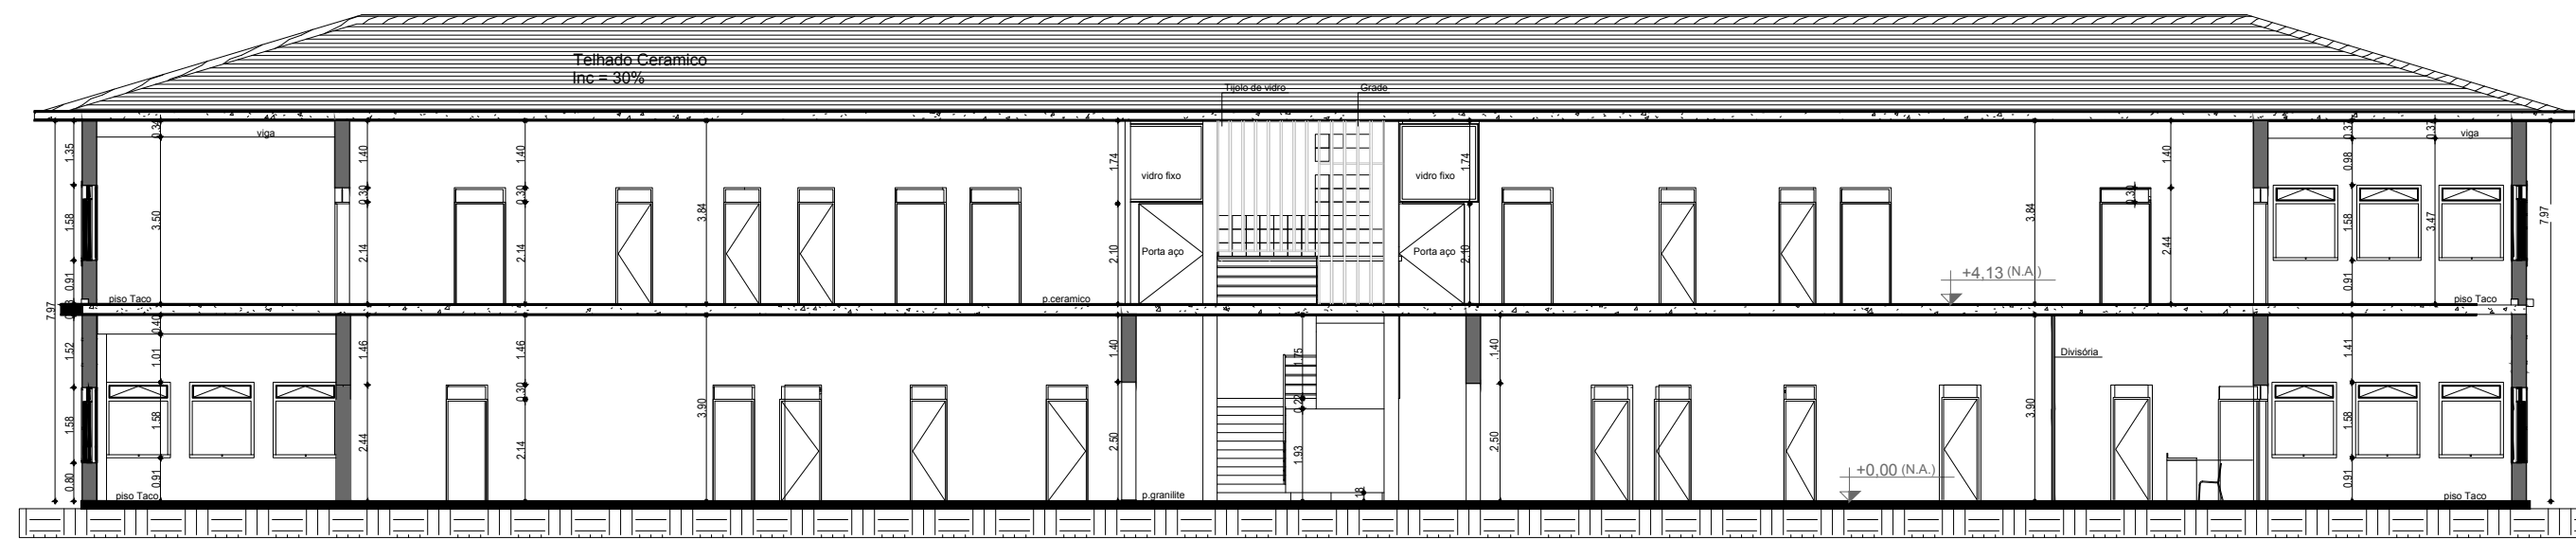 Telhado Ceramico
Inc = 30%
Tijolo de vidro
Grade
viga
viga
0.34
0.37
0.37
1.35
1.40
1.40
1.74
1.74
1.40
0.98
vidro fixo
vidro fixo
0.30
0.30
0.30
1.58
3.50
3.84
3.84
1.58
3.47
7.97
2.14
2.14
2.10
Porta aço
Porta aço
2.10
2.44
+4,13 (N.A.)
0.91
0.91
piso Taco
p.ceramico
piso Taco
7.97
0.40
1.52
1.01
1.46
1.46
1.40
1.75
1,40
Divisória
1.41
0.30
3.90
0.22
3.90
1.58
1.58
2.44
2.14
2.50
1.93
2,50
1.58
+0,00 (N.A.)
0.80
0.91
0.91
piso Taco
p.granilite
18
piso Taco